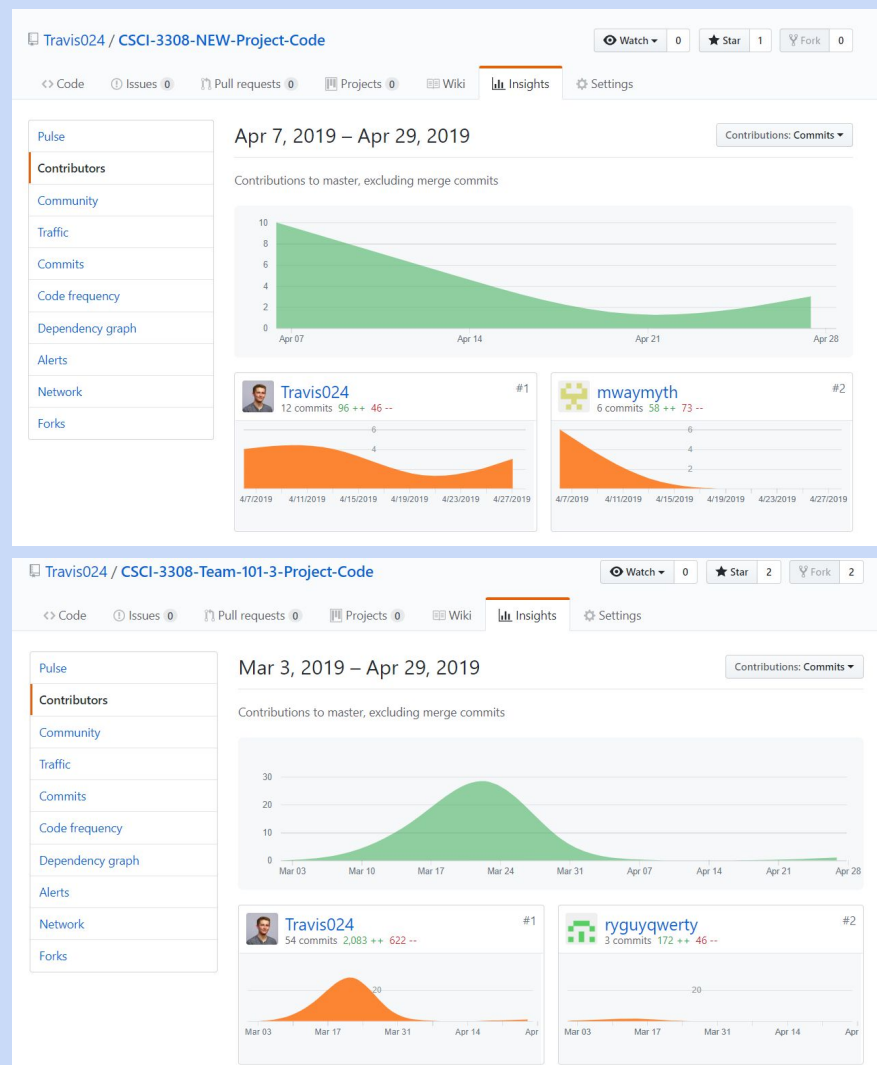 Travis024 / CSCI-3308-NEW-Project-Code
Watch 0 Star 1 Fork 0
Code Issues 0 Pull requests 0 Projects 0 Wiki Insights Settings
Pulse
Contributors
Community
Traffic
Commits
Code frequency
Dependency graph
Alerts
Network
Forks
Apr 7, 2019 – Apr 29, 2019
Contributions: Commits
Contributions to master, excluding merge commits
10
8
6
4
2
0
Apr 07 Apr 14 Apr 21 Apr 28
Travis024 #1
12 commits 96 ++ 46 --
6
4
4/7/2019 4/11/2019 4/15/2019 4/19/2019 4/23/2019 4/27/2019
mwaymyth #2
6 commits 58 ++ 73 --
6
4
2
4/7/2019 4/11/2019 4/15/2019 4/19/2019 4/23/2019 4/27/2019
Travis024 / CSCI-3308-Team-101-3-Project-Code
Watch 0 Star 2 Fork 2
Code Issues 0 Pull requests 0 Projects 0 Wiki Insights Settings
Pulse
Contributors
Community
Traffic
Commits
Code frequency
Dependency graph
Alerts
Network
Forks
Mar 3, 2019 – Apr 29, 2019
Contributions: Commits
Contributions to master, excluding merge commits
30
20
10
0
Mar 03 Mar 10 Mar 17 Mar 24 Mar 31 Apr 07 Apr 14 Apr 21 Apr 28
Travis024 #1
54 commits 2,083 ++ 622 --
20
Mar 03 Mar 17 Mar 31 Apr 14 Apr
ryguyqwerty #2
3 commits 172 ++ 46 --
20
Mar 03 Mar 17 Mar 31 Apr 14 Apr